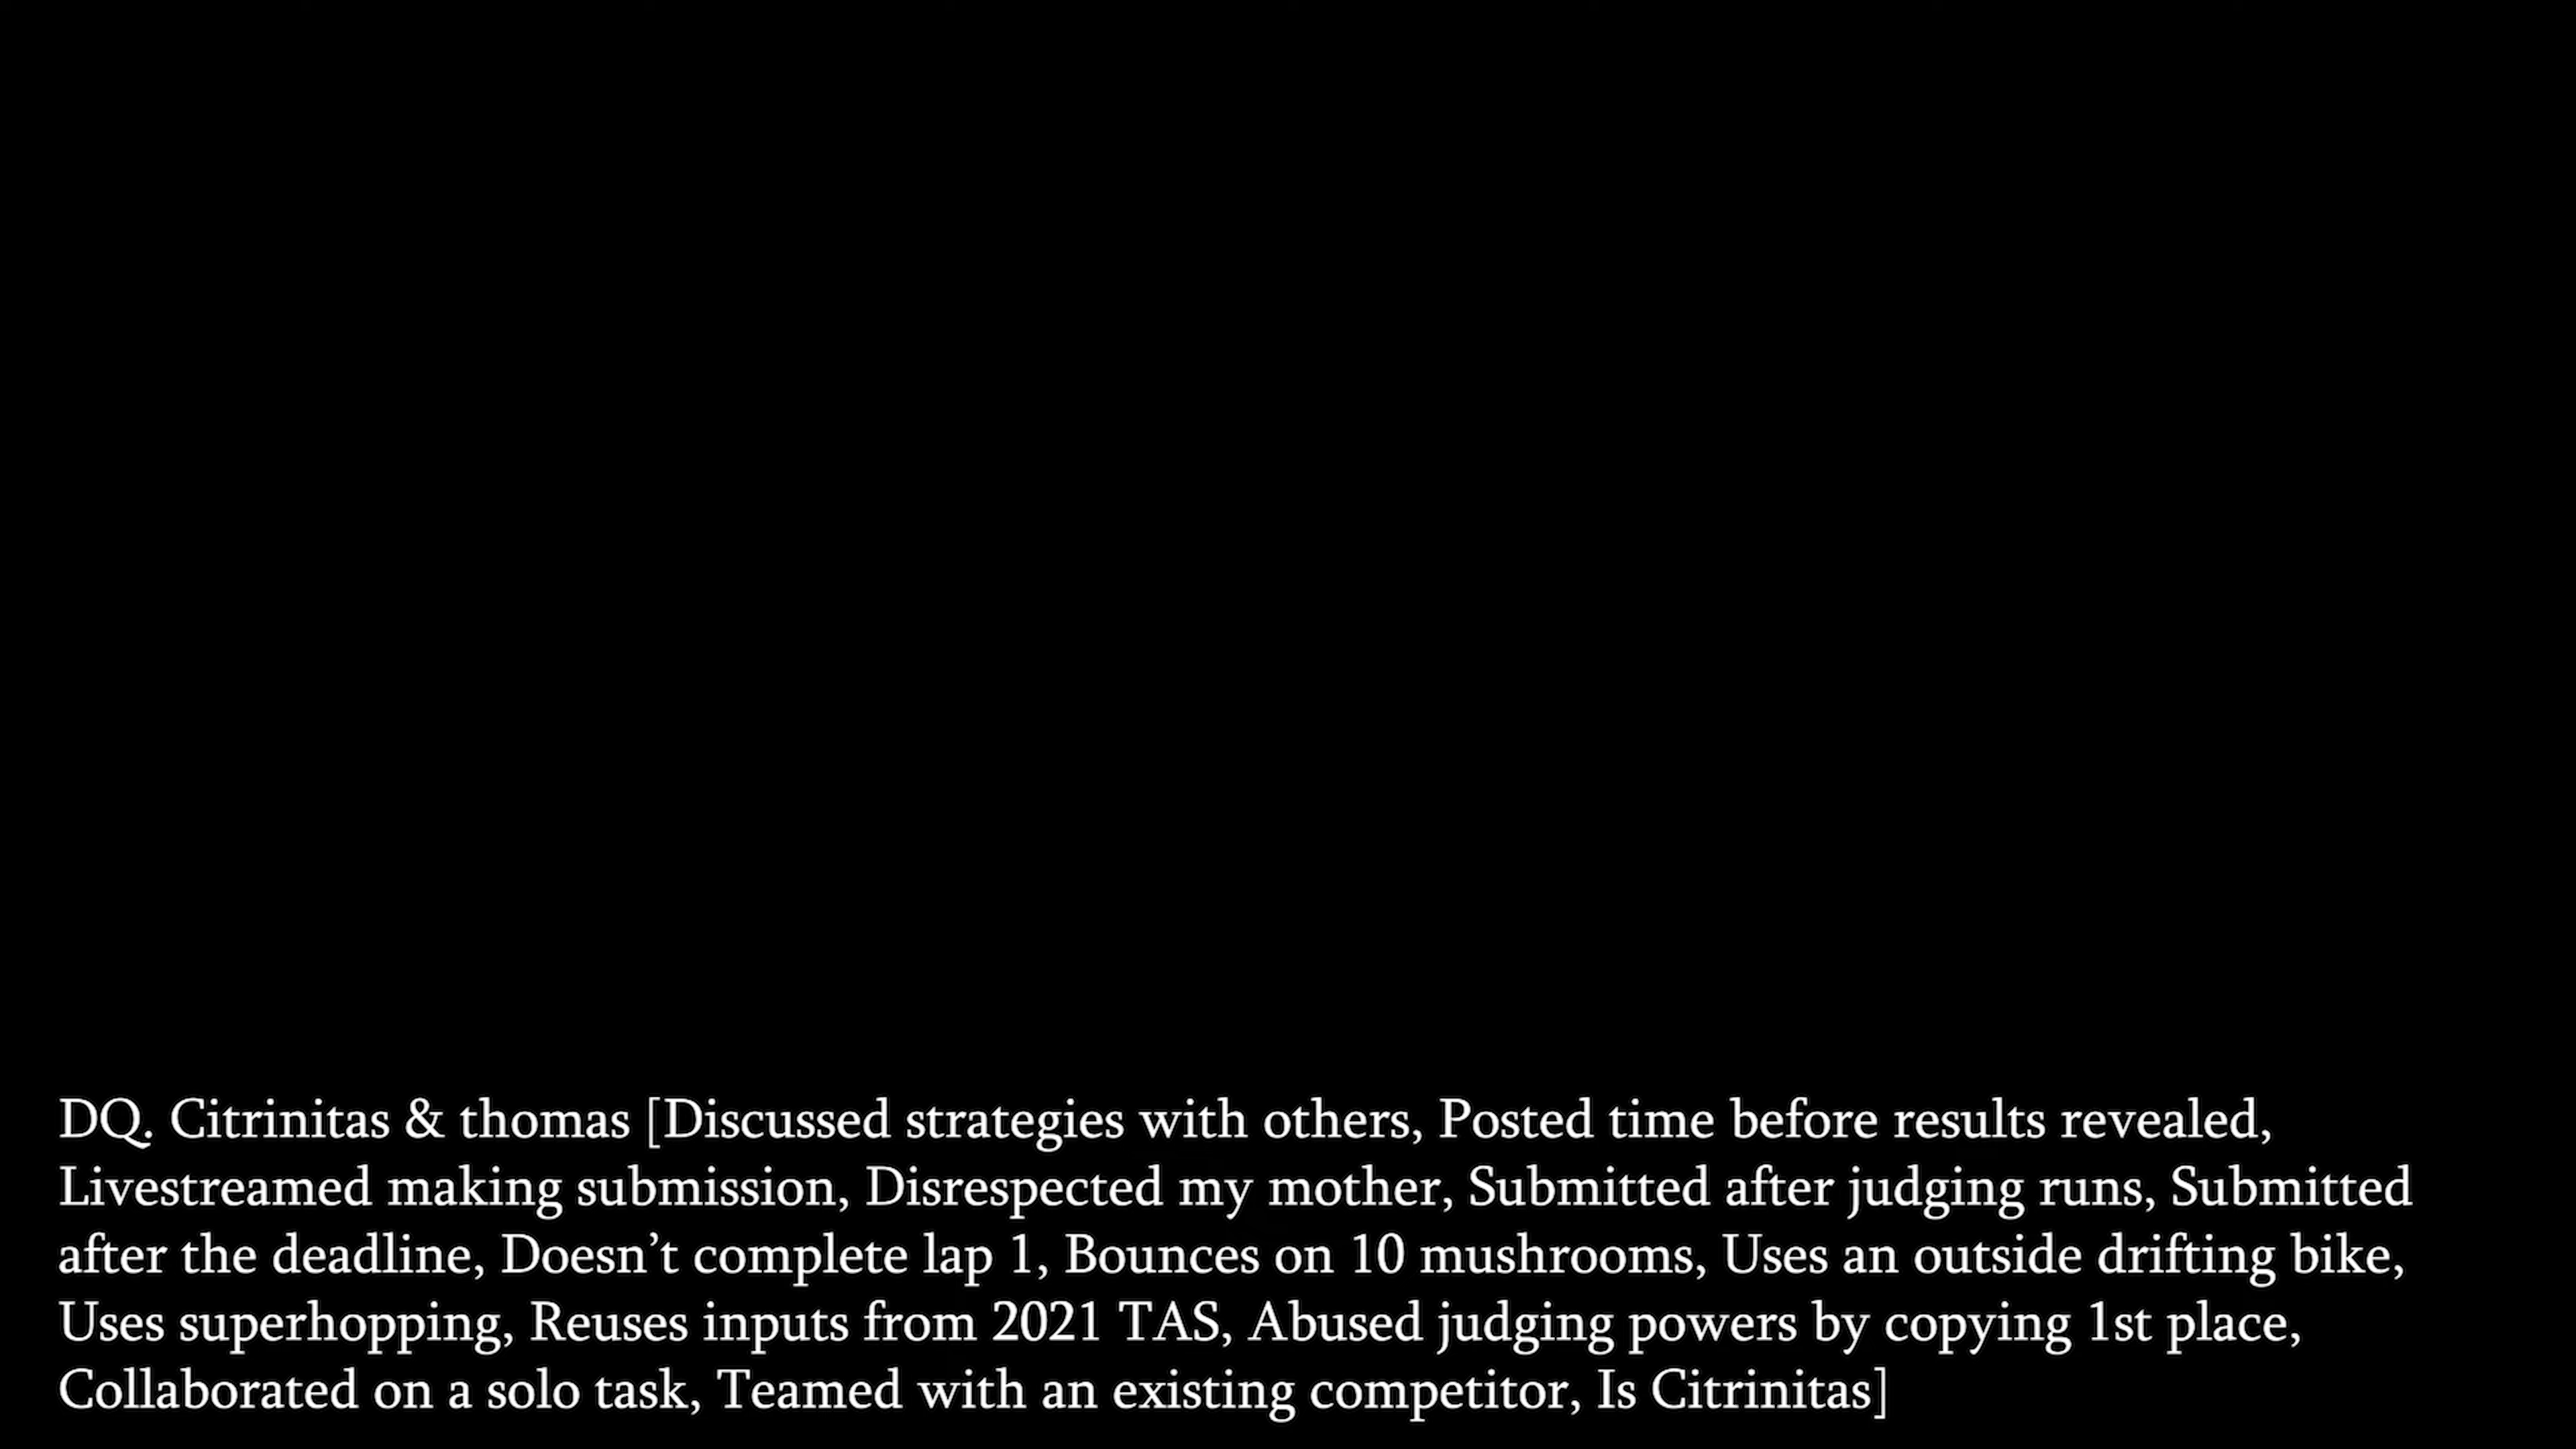 DQ. Citrinitas & thomas [Discussed strategies with others, Posted time before results revealed,
Livestreamed making submission, Disrespected my mother, Submitted after judging runs, Submitted
after the deadline, Doesn’t complete lap 1, Bounces on 10 mushrooms, Uses an outside drifting bike,
Uses superhopping, Reuses inputs from 2021 TAS, Abused judging powers by copying 1st place,
Collaborated on a solo task, Teamed with an existing competitor, Is Citrinitas]